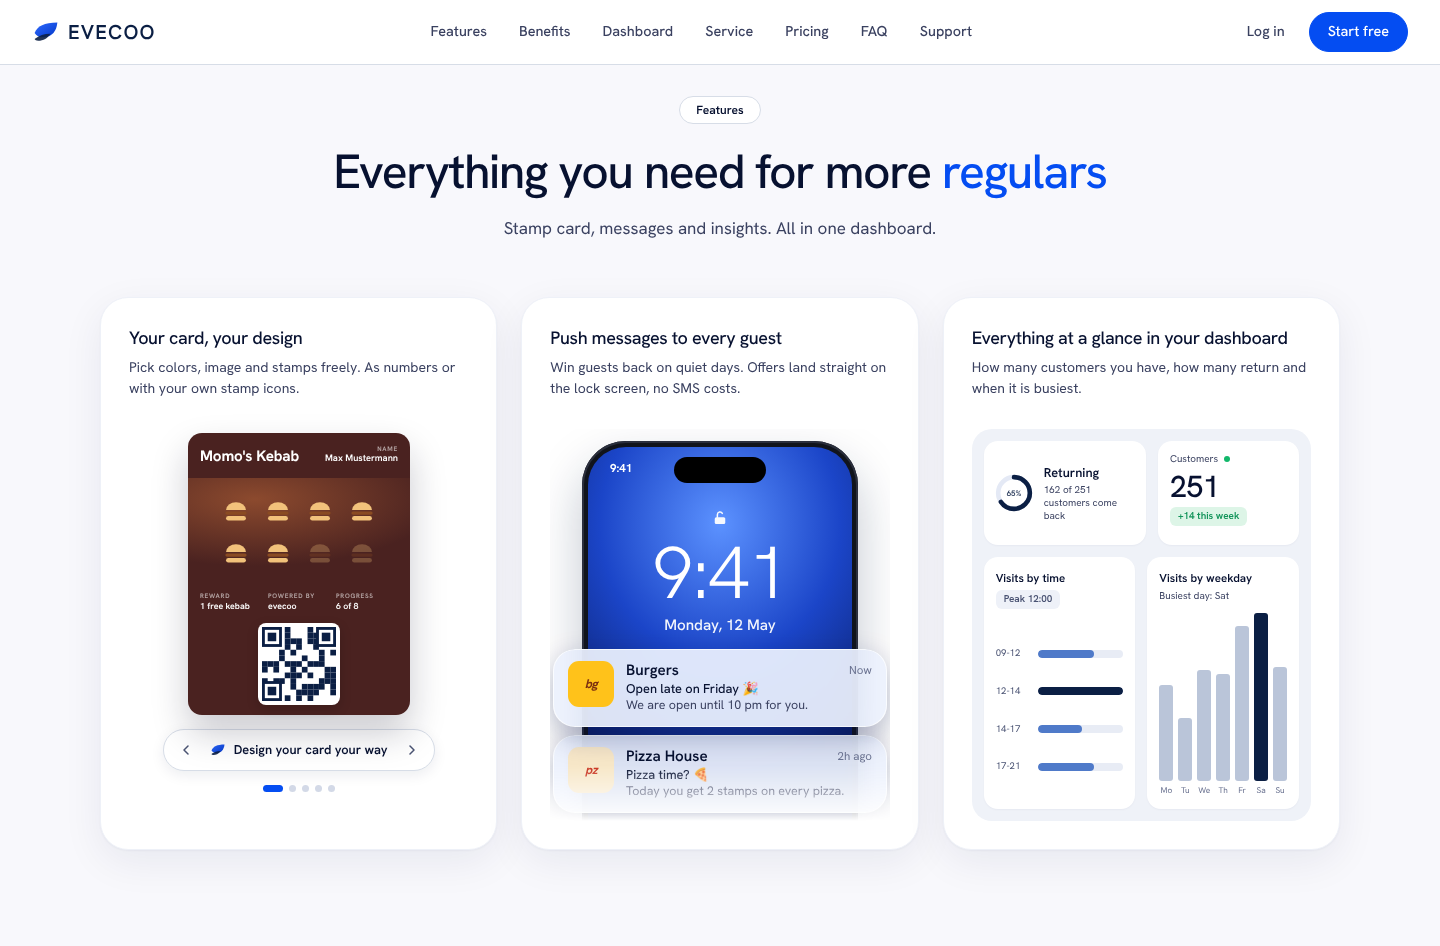 EVECOO
Features Benefits Dashboard Service Pricing FAQ Support
Log in
Start free
Features
Everything you need for more regulars
Stamp card, messages and insights. All in one dashboard.
Your card, your design
Pick colors, image and stamps freely. As numbers or
with your own stamp icons.
Momo's Kebab
NAME
Max Mustermann
REWARD
1 free kebab
POWERED BY
evecoo
PROGRESS
6 of 8
Design your card your way
Push messages to every guest
Win guests back on quiet days. Offers land straight on
the lock screen, no SMS costs.
9:41
9:41
Monday, 12 May
bg
Burgers
Now
Open late on Friday 🎉
We are open until 10 pm for you.
pz
Pizza House
2h ago
Pizza time? 🍕
Today you get 2 stamps on every pizza.
Everything at a glance in your dashboard
How many customers you have, how many return and
when it is busiest.
65%
Returning
162 of 251
customers come
back
Customers
251
+14 this week
Visits by time
Peak 12:00
09-12
12-14
14-17
17-21
Visits by weekday
Busiest day: Sat
Mo Tu We Th Fr Sa Su